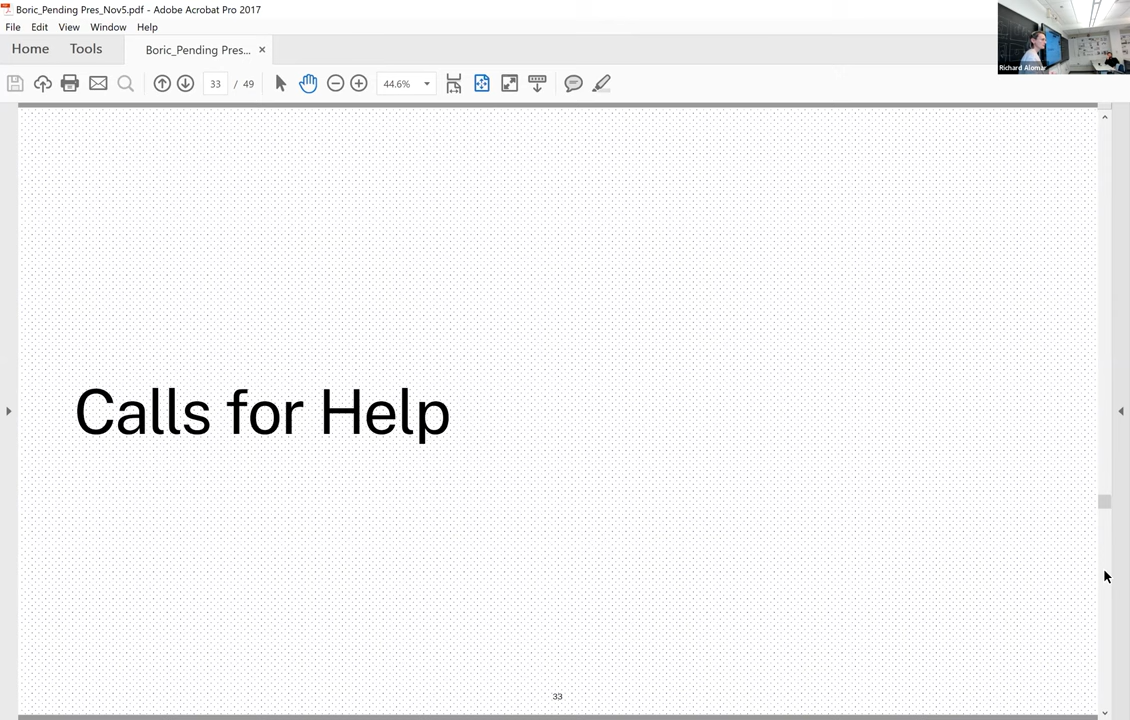 Boric_Pending Pres_Nov5.pdf - Adobe Acrobat Pro 2017
File Edit View Window Help
Home Tools Boric_Pending Pres... ×
33 / 49 44.6%
Richard Alomar
Calls for Help
33